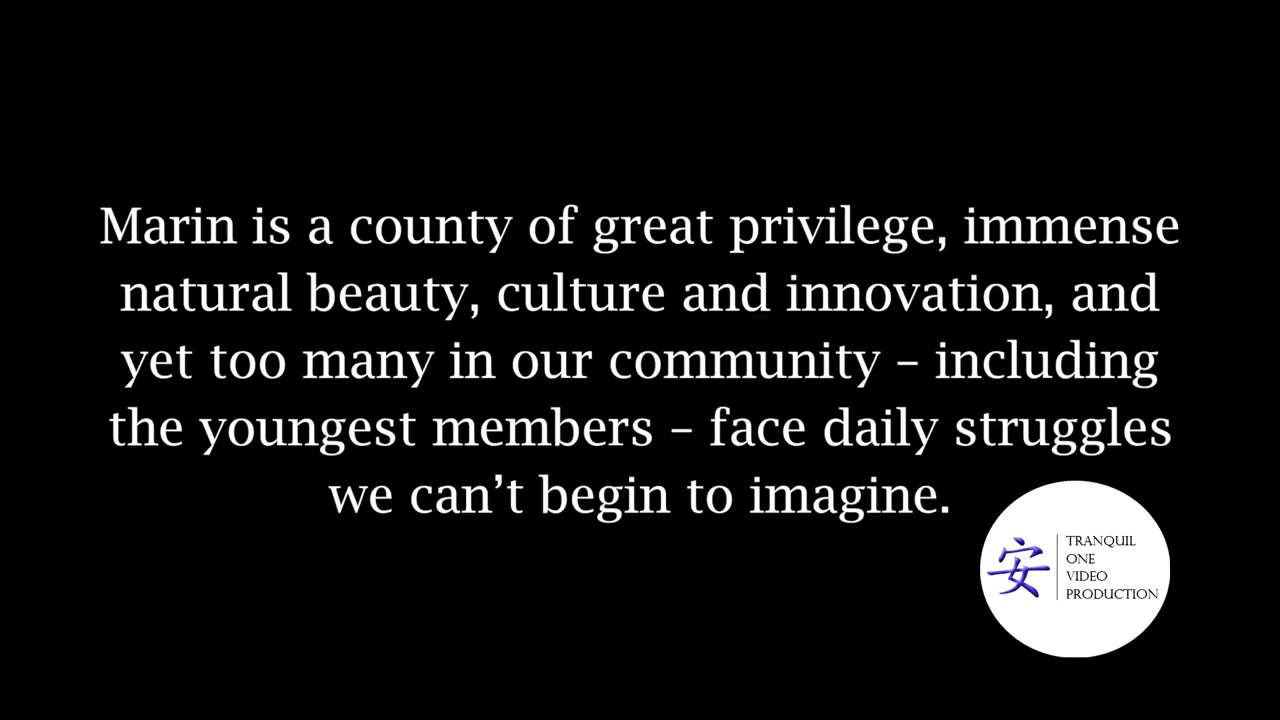 Marin is a county of great privilege, immense
natural beauty, culture and innovation, and
yet too many in our community – including
the youngest members – face daily struggles
we can’t begin to imagine.
安
TRANQUIL
ONE
VIDEO
PRODUCTION